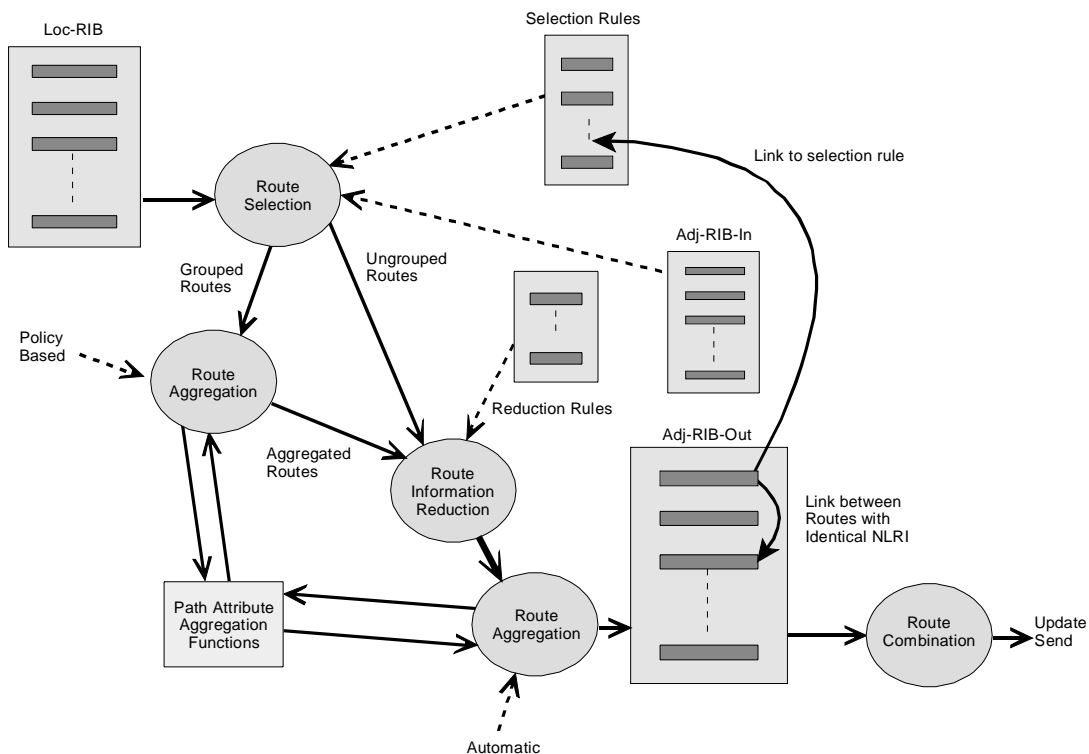 Loc-RIB
Selection Rules
Link to selection rule
Route
Selection
Adj-RIB-In
Grouped
Routes
Ungrouped
Routes
Policy
Based
Route
Aggregation
Reduction Rules
Aggregated
Routes
Adj-RIB-Out
Route
Information
Reduction
Link between
Routes with
Identical NLRI
Path Attribute
Aggregation
Functions
Route
Aggregation
Route
Combination
Update
Send
Automatic